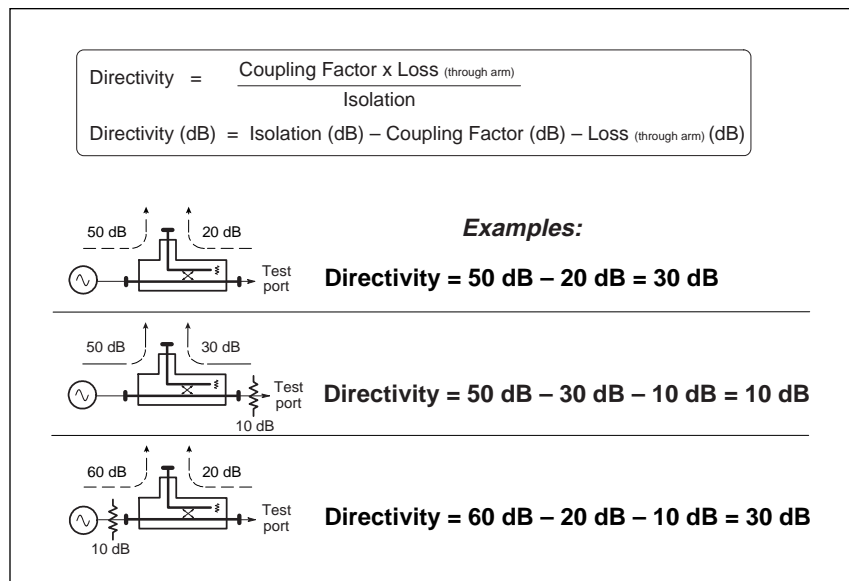 Directivity = Coupling Factor x Loss (through arm)
Isolation
Directivity (dB) = Isolation (dB) – Coupling Factor (dB) – Loss (through arm) (dB)
Examples:
50 dB 20 dB
Test
port
Directivity = 50 dB – 20 dB = 30 dB
50 dB 30 dB
Test
port
10 dB
Directivity = 50 dB – 30 dB – 10 dB = 10 dB
60 dB 20 dB
Test
port
10 dB
Directivity = 60 dB – 20 dB – 10 dB = 30 dB